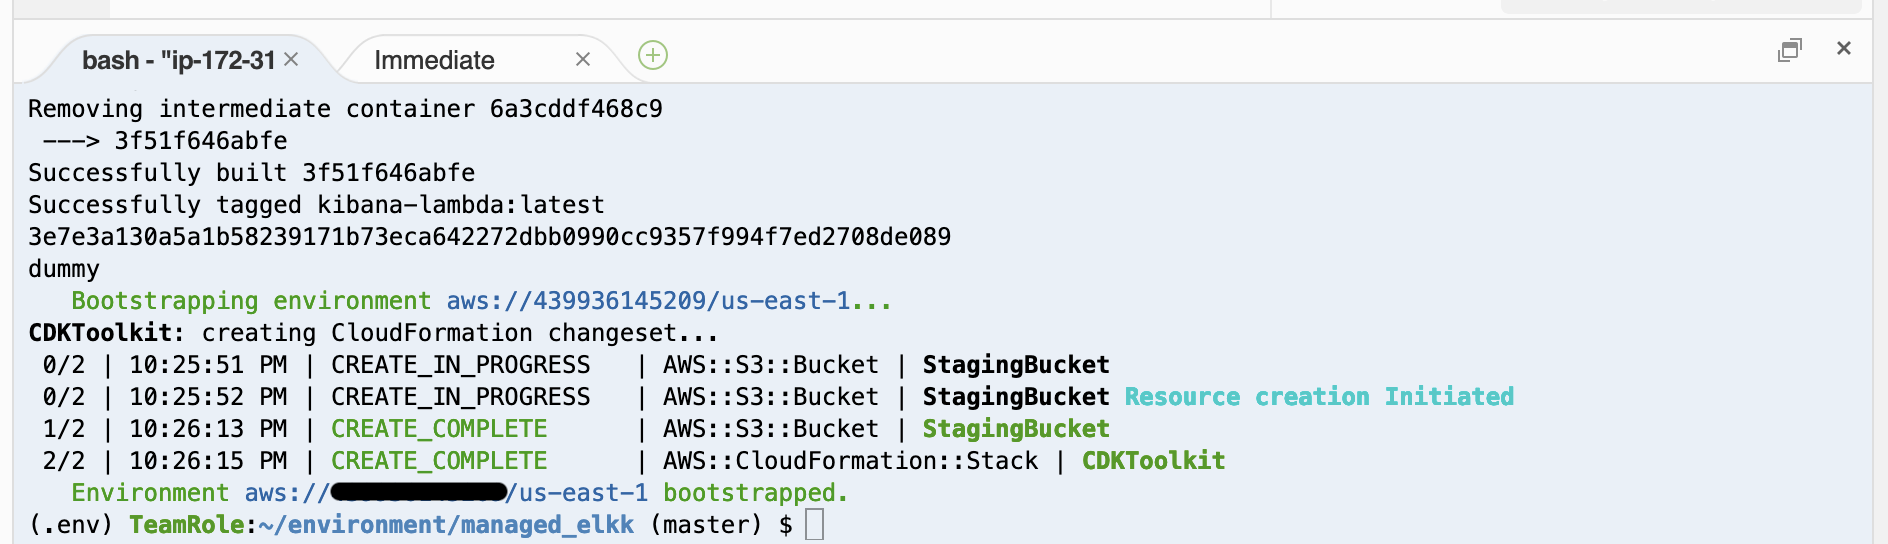 bash - "ip-172-31 × Immediate ×
Removing intermediate container 6a3cddf468c9
 ---> 3f51f646abfe
Successfully built 3f51f646abfe
Successfully tagged kibana-lambda:latest
3e7e3a130a5a1b58239171b73eca642272dbb0990cc9357f994f7ed2708de089
dummy
   Bootstrapping environment aws://439936145209/us-east-1...
CDKToolkit: creating CloudFormation changeset...
 0/2 | 10:25:51 PM | CREATE_IN_PROGRESS   | AWS::S3::Bucket | StagingBucket
 0/2 | 10:25:52 PM | CREATE_IN_PROGRESS   | AWS::S3::Bucket | StagingBucket Resource creation Initiated
 1/2 | 10:26:13 PM | CREATE_COMPLETE      | AWS::S3::Bucket | StagingBucket
 2/2 | 10:26:15 PM | CREATE_COMPLETE      | AWS::CloudFormation::Stack | CDKToolkit
   Environment aws:///us-east-1 bootstrapped.
(.env) TeamRole:~/environment/managed_elkk (master) $